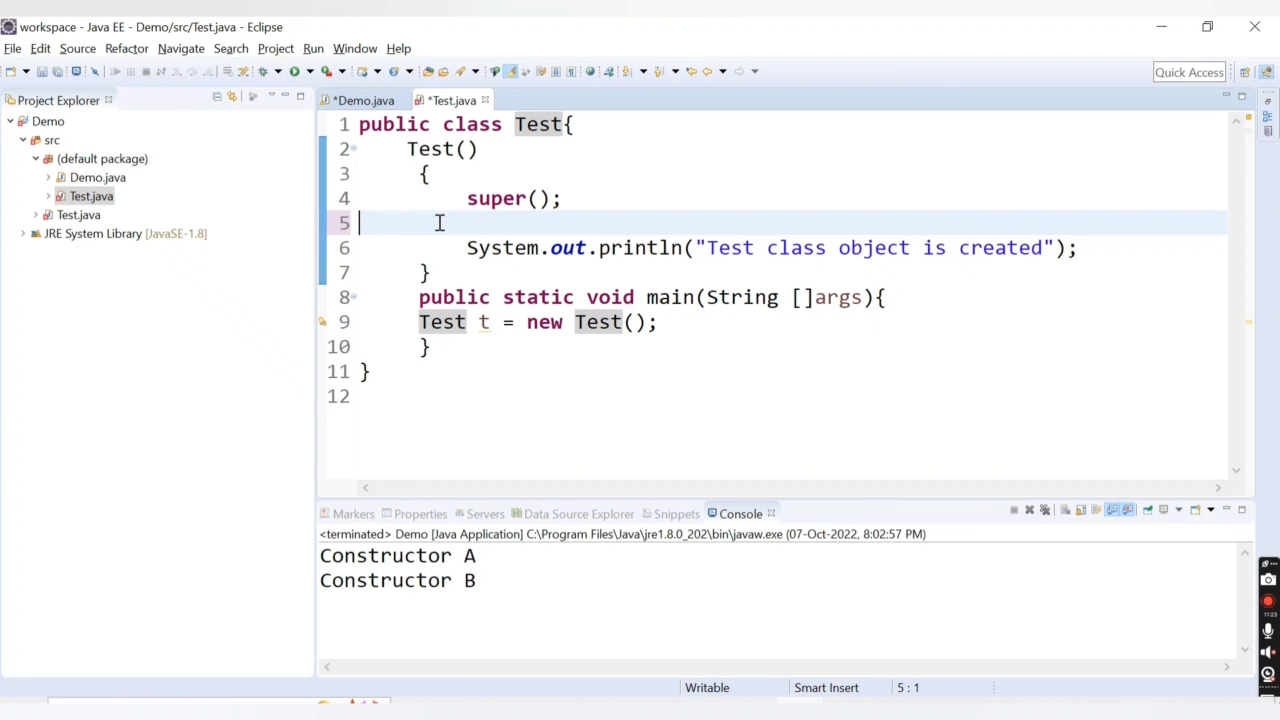 workspace - Java EE - Demo/src/Test.java - Eclipse
File Edit Source Refactor Navigate Search Project Run Window Help
Quick Access
Project Explorer
Demo
src
(default package)
Demo.java
Test.java
Test.java
JRE System Library [JavaSE-1.8]
*Demo.java *Test.java
1 public class Test{
2 Test()
3 {
4 super();
5
6 System.out.println("Test class object is created");
7 }
8 public static void main(String []args){
9 Test t = new Test();
10 }
11 }
12
Markers Properties Servers Data Source Explorer Snippets Console
<terminated> Demo [Java Application] C:\Program Files\Java\jre1.8.0_202\bin\javaw.exe (07-Oct-2022, 8:02:57 PM)
Constructor A
Constructor B
Writable Smart Insert 5 : 1
11:23